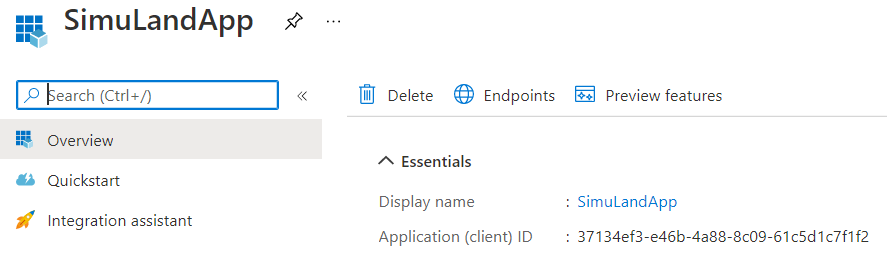 SimuLandApp
Search (Ctrl+/)
«
Delete
Endpoints
Preview features
Overview
Quickstart
Integration assistant
Essentials
Display name : SimuLandApp
Application (client) ID : 37134ef3-e46b-4a88-8c09-61c5d1c7f1f2